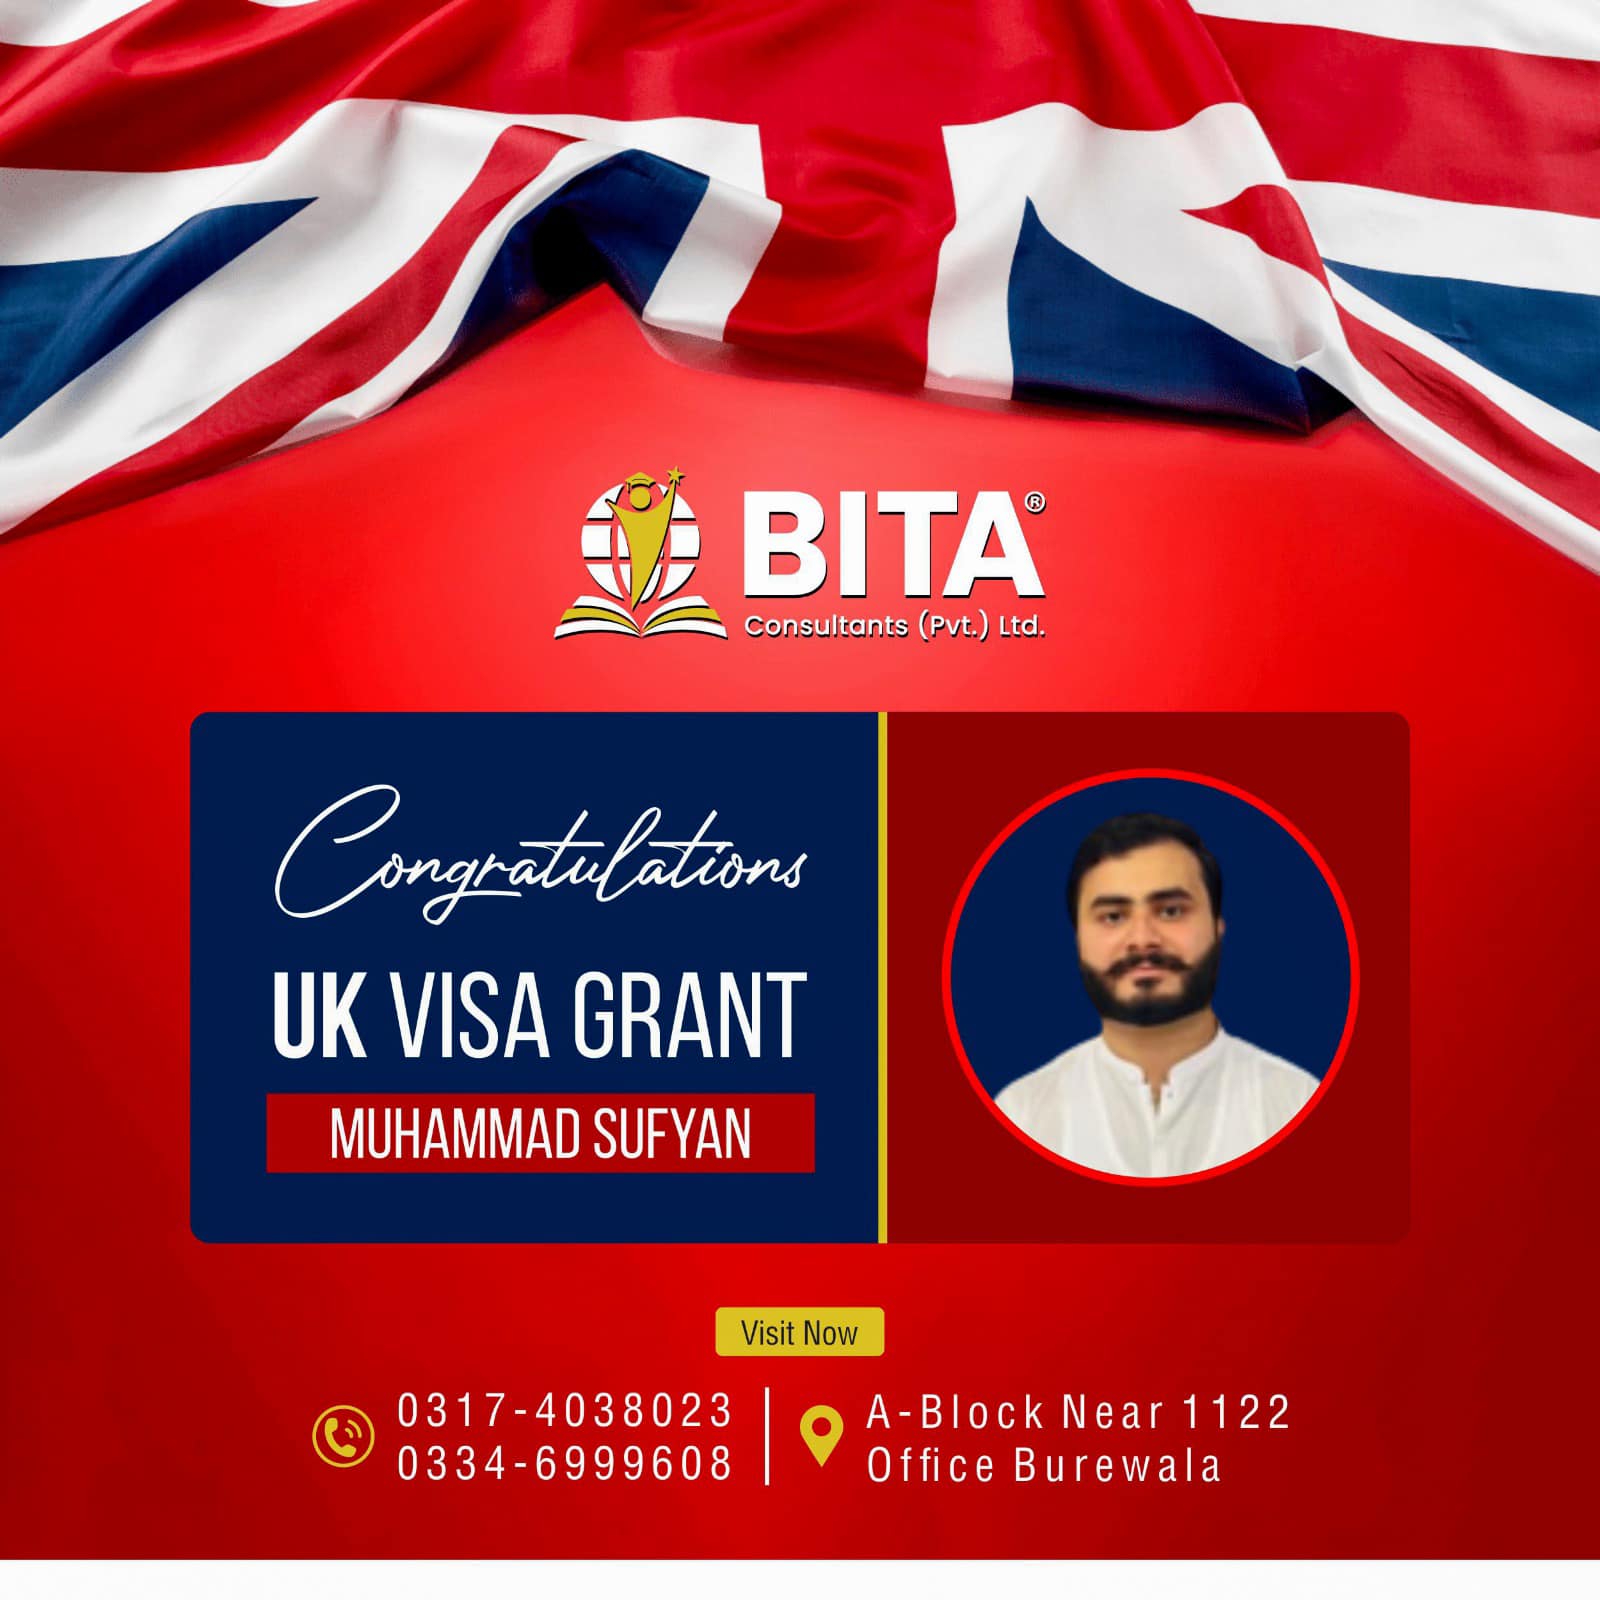 BITA®
Consultants (Pvt.) Ltd.
Congratulations
UK VISA GRANT
MUHAMMAD SUFYAN
Visit Now
0317-4038023
0334-6999608
A-Block Near 1122
Office Burewala